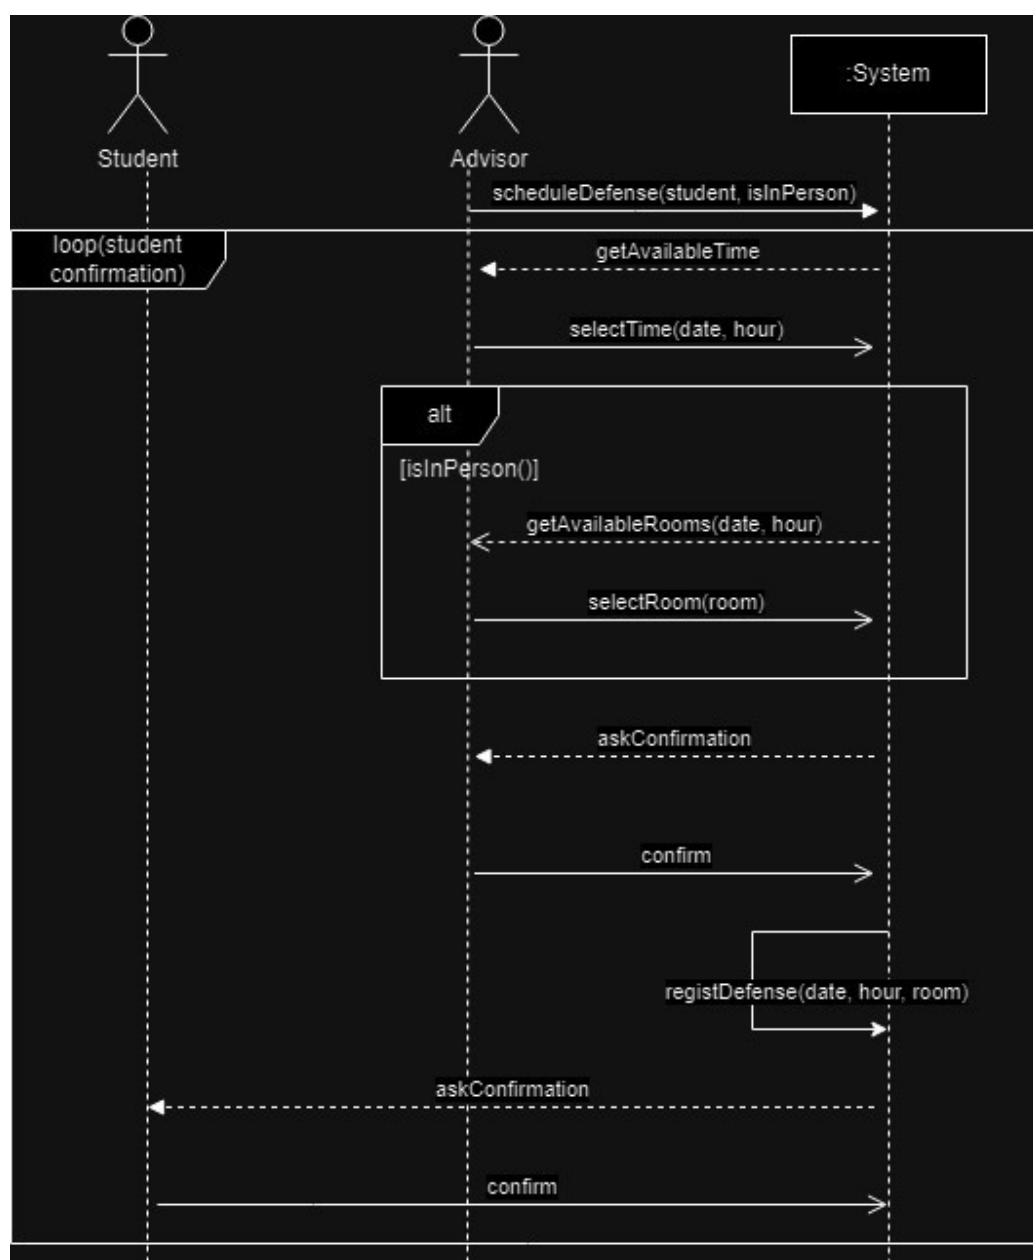 :System
Student
Advisor
scheduleDefense(student, isInPerson)
loop(student
confirmation)
getAvailableTime
selectTime(date, hour)
alt
[isInPerson()]
getAvailableRooms(date, hour)
selectRoom(room)
askConfirmation
confirm
registDefense(date, hour, room)
askConfirmation
confirm